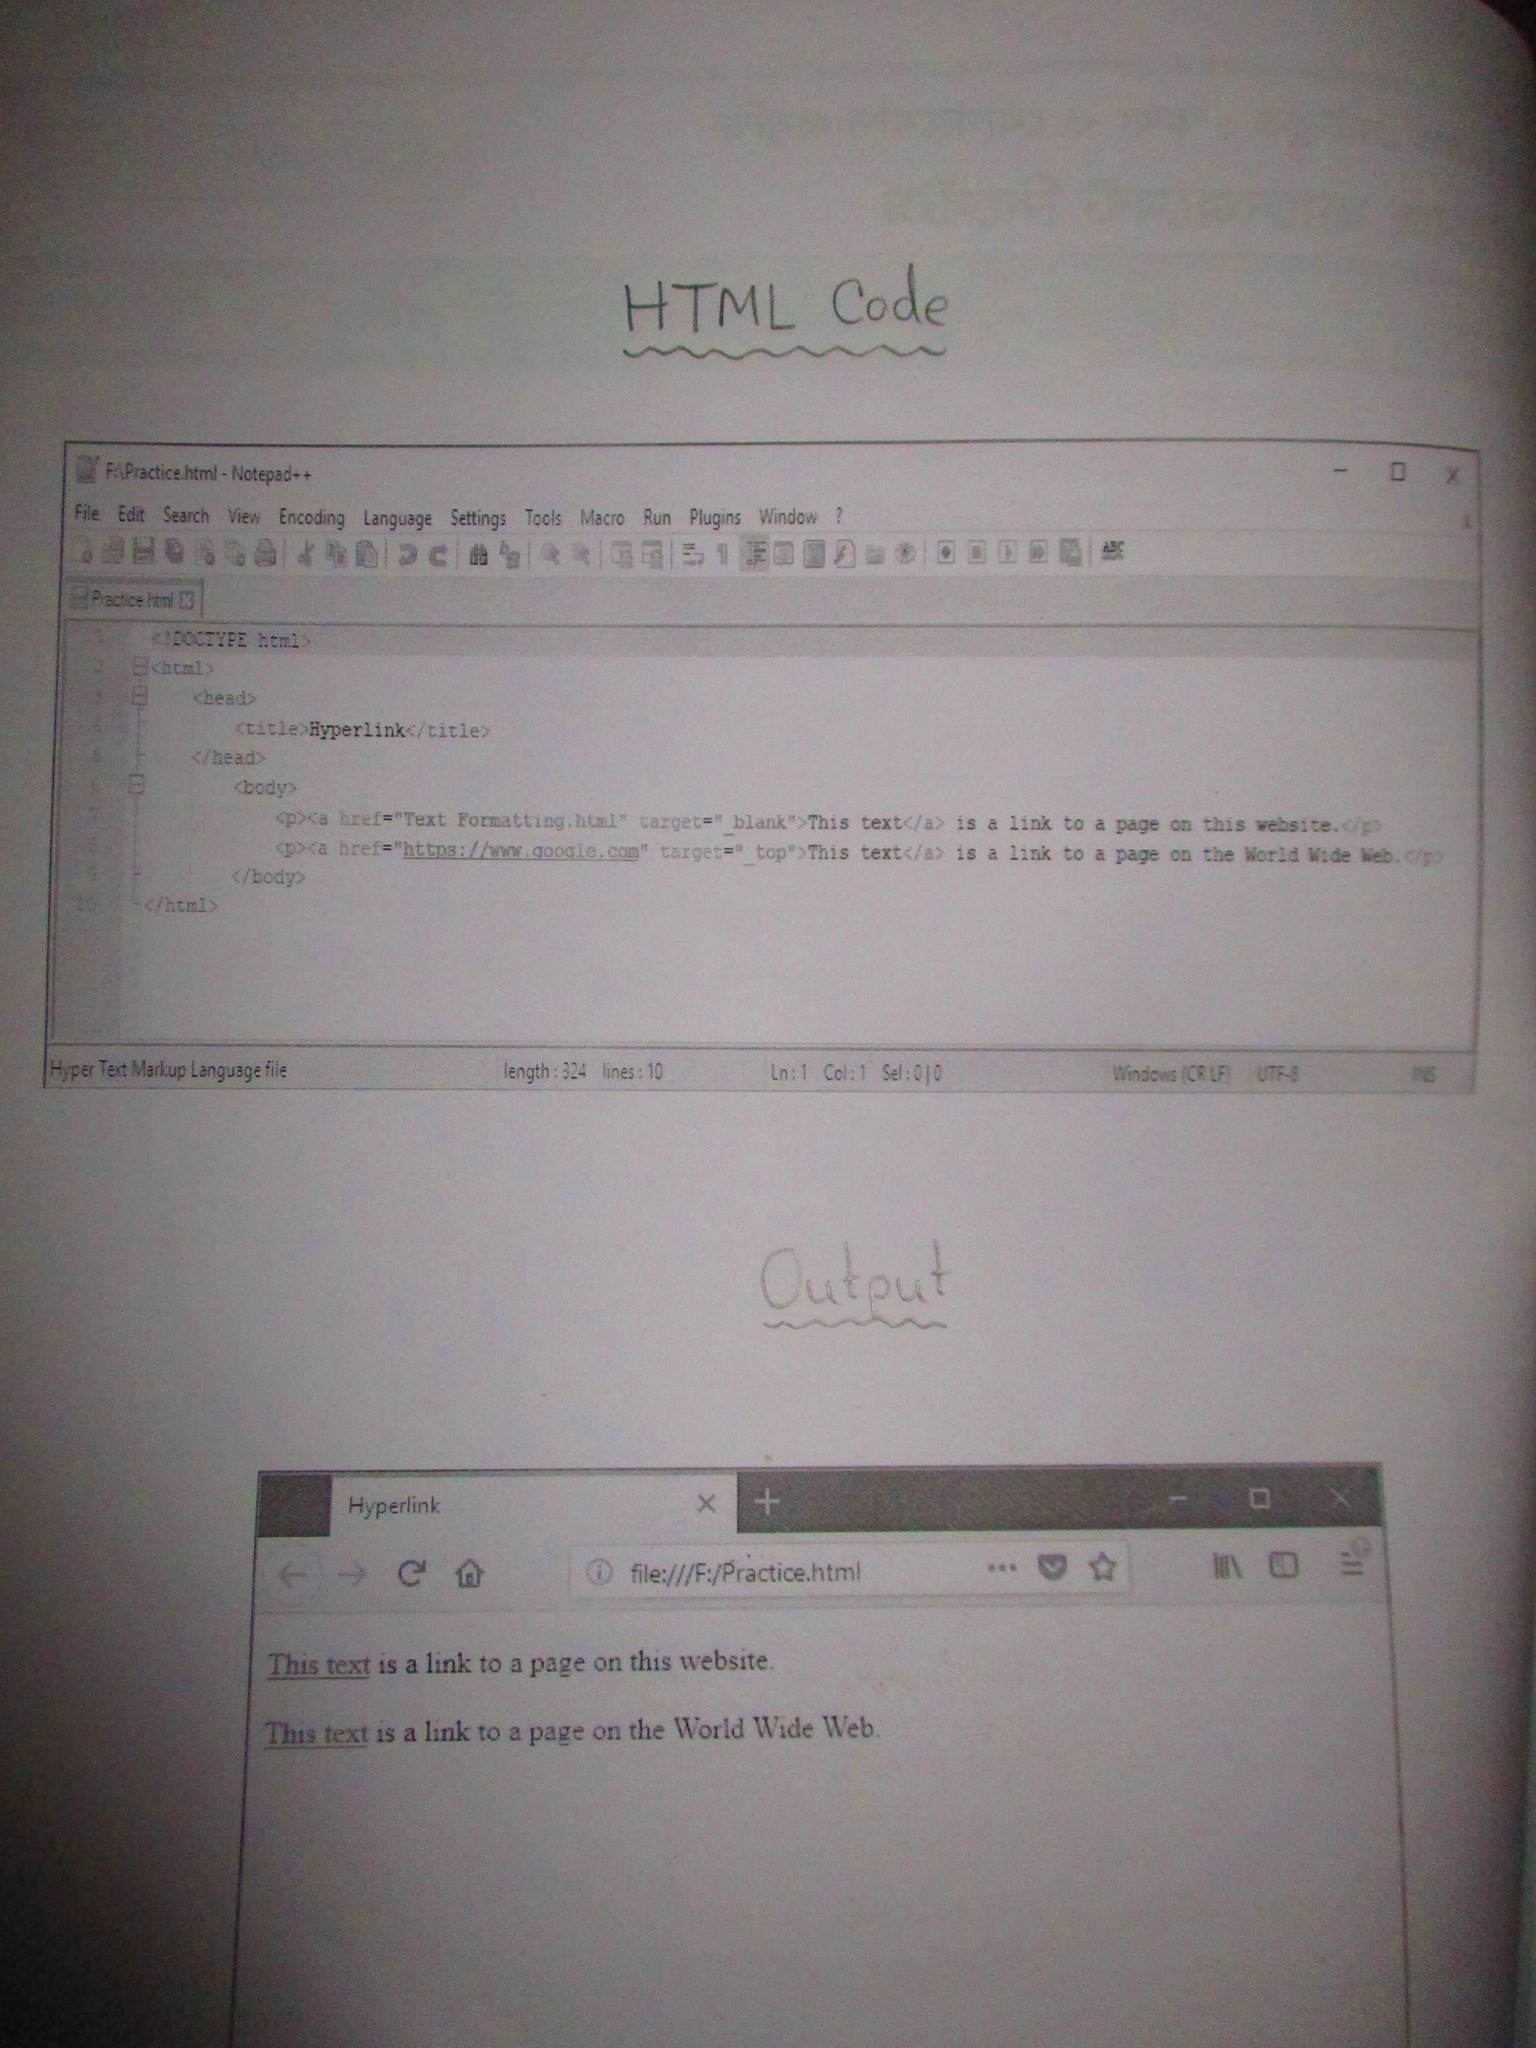 HTML Code
F:\Practice.html - Notepad++
File Edit Search View Encoding Language Settings Tools Macro Run Plugins Window ?
ABC
Practice.html
1 <!DOCTYPE html>
2 <html>
3 <head>
4 <title>Hyperlink</title>
5 </head>
6 <body>
7 <p><a href="Text Formatting.html" target="_blank">This text</a> is a link to a page on this website.</p>
8 <p><a href="https://www.google.com" target="_top">This text</a> is a link to a page on the World Wide Web.</p>
9 </body>
10 </html>
Hyper Text Markup Language file length : 324 lines : 10 Ln : 1 Col : 1 Sel : 0 | 0 Windows (CR LF) UTF-8 INS
Output
Hyperlink
file:///F:/Practice.html
This text is a link to a page on this website.
This text is a link to a page on the World Wide Web.